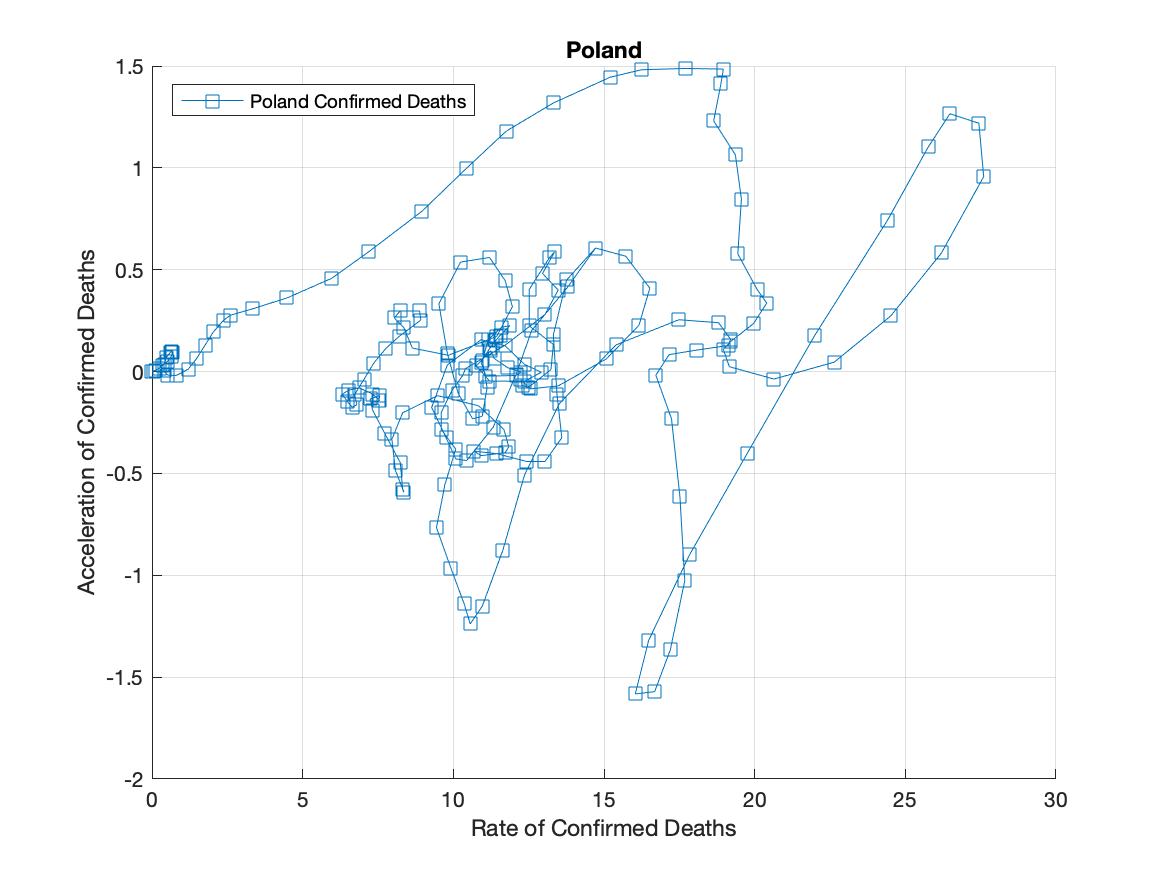 Poland
1.5
Poland Confirmed Deaths
1
0.5
0
-0.5
-1
-1.5
-2
0 5 10 15 20 25 30
Rate of Confirmed Deaths
Acceleration of Confirmed Deaths